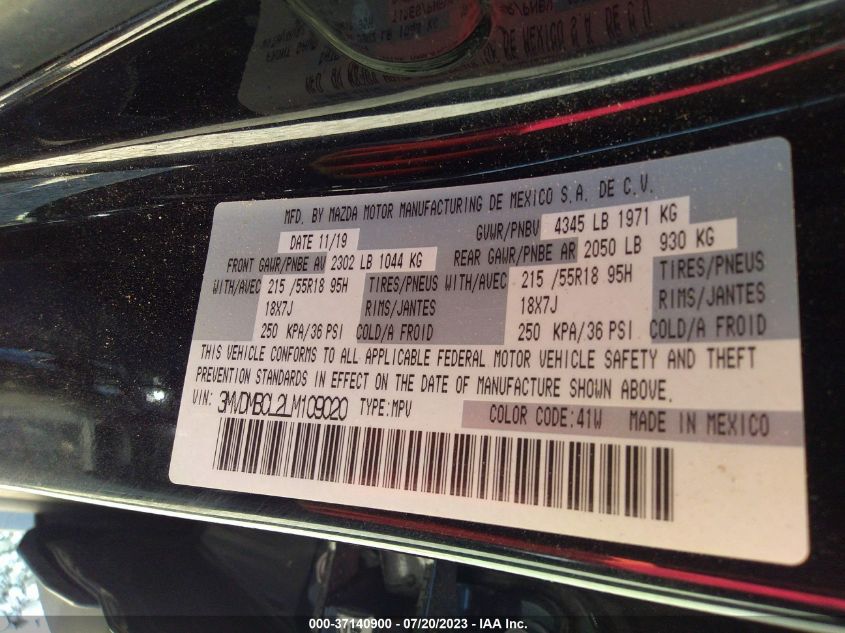 MFD. BY MAZDA MOTOR MANUFACTURING DE MEXICO S.A. DE C.V.
DATE 11/19 GVWR/PNBV 4345 LB 1971 KG
FRONT GAWR/PNBE AV 2302 LB 1044 KG REAR GAWR/PNBE AR 2050 LB 930 KG
WITH/AVEC 215 /55R18 95H TIRES/PNEUS WITH/AVEC 215 /55R18 95H TIRES/PNEUS
18X7J RIMS/JANTES 18X7J RIMS/JANTES
250 KPA/36 PSI COLD/A FROID 250 KPA/36 PSI COLD/A FROID
THIS VEHICLE CONFORMS TO ALL APPLICABLE FEDERAL MOTOR VEHICLE SAFETY AND THEFT
PREVENTION STANDARDS IN EFFECT ON THE DATE OF MANUFACTURE SHOWN ABOVE.
VIN: 3MVDMBCL2LM109020 TYPE:MPV COLOR CODE:41W MADE IN MEXICO
000-37140900 - 07/20/2023 - IAA Inc.